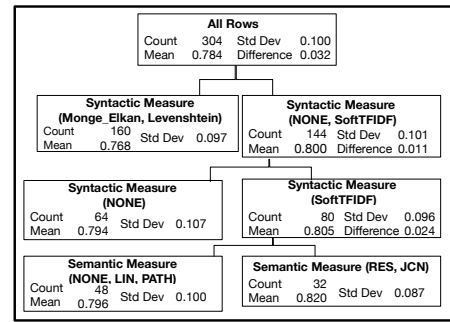 All Rows
Count 304 Std Dev 0.100
Mean 0.784 Difference 0.032
Syntactic Measure
(Monge_Elkan, Levenshtein)
Count 160
Mean 0.768 Std Dev 0.097
Syntactic Measure
(NONE, SoftTFIDF)
Count 144 Std Dev 0.101
Mean 0.800 Difference 0.011
Syntactic Measure
(NONE)
Count 64
Mean 0.794 Std Dev 0.107
Syntactic Measure
(SoftTFIDF)
Count 80 Std Dev 0.096
Mean 0.805 Difference 0.024
Semantic Measure
(NONE, LIN, PATH)
Count 48
Mean 0.796 Std Dev 0.100
Semantic Measure (RES, JCN)
Count 32
Mean 0.820 Std Dev 0.087